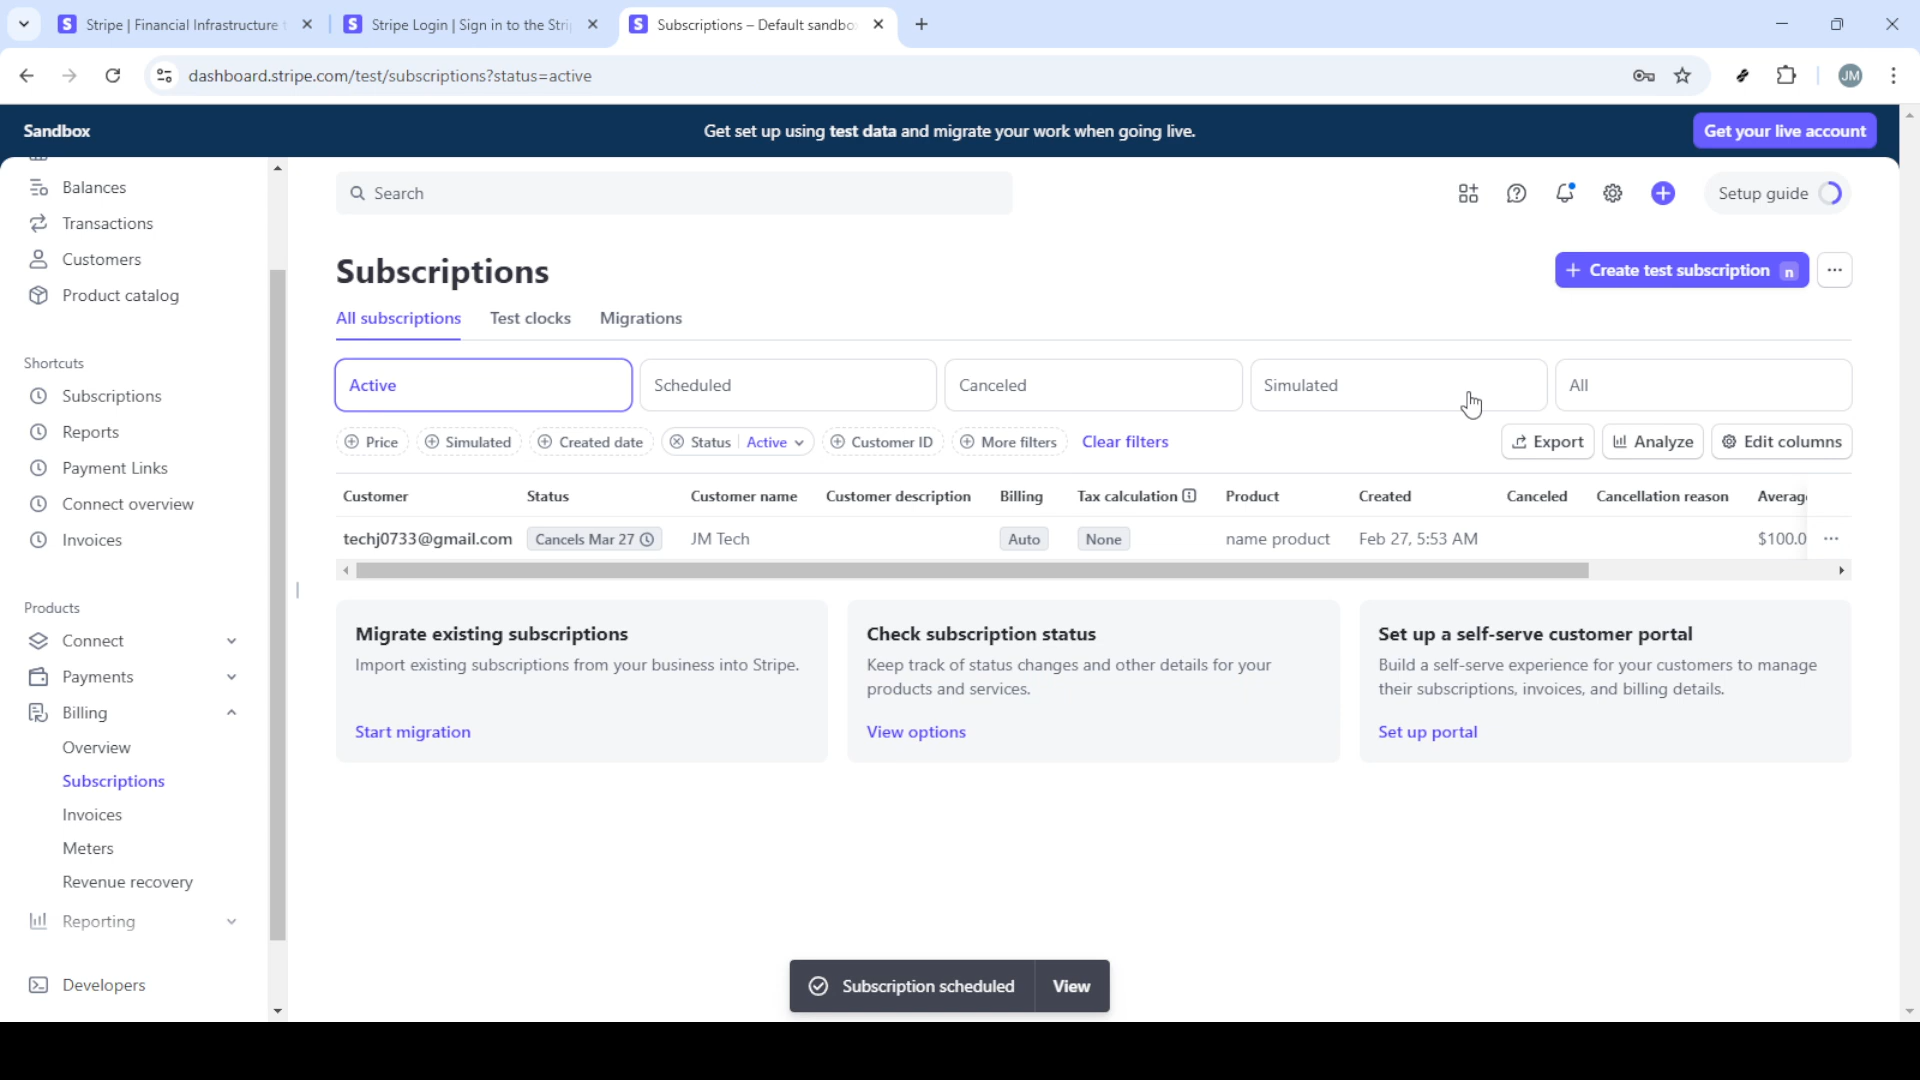 Stripe | Financial Infrastructure t
Stripe Login | Sign in to the Stri
Subscriptions – Default sandbo
dashboard.stripe.com/test/subscriptions?status=active
JM
Sandbox
Get set up using test data and migrate your work when going live.
Get your live account
Balances
Transactions
Customers
Product catalog
Shortcuts
Subscriptions
Reports
Payment Links
Connect overview
Invoices
Products
Connect
Payments
Billing
Overview
Subscriptions
Invoices
Meters
Revenue recovery
Reporting
Developers
Search
Setup guide
Subscriptions
Create test subscription n
All subscriptions Test clocks Migrations
Active Scheduled Canceled Simulated All
Price Simulated Created date Status Active Customer ID More filters Clear filters
Export Analyze Edit columns
Customer Status Customer name Customer description Billing Tax calculation Product Created Canceled Cancellation reason Averag
techj0733@gmail.com Cancels Mar 27 JM Tech Auto None name product Feb 27, 5:53 AM $100.0
Migrate existing subscriptions
Import existing subscriptions from your business into Stripe.
Start migration
Check subscription status
Keep track of status changes and other details for your
products and services.
View options
Set up a self-serve customer portal
Build a self-serve experience for your customers to manage
their subscriptions, invoices, and billing details.
Set up portal
Subscription scheduled View